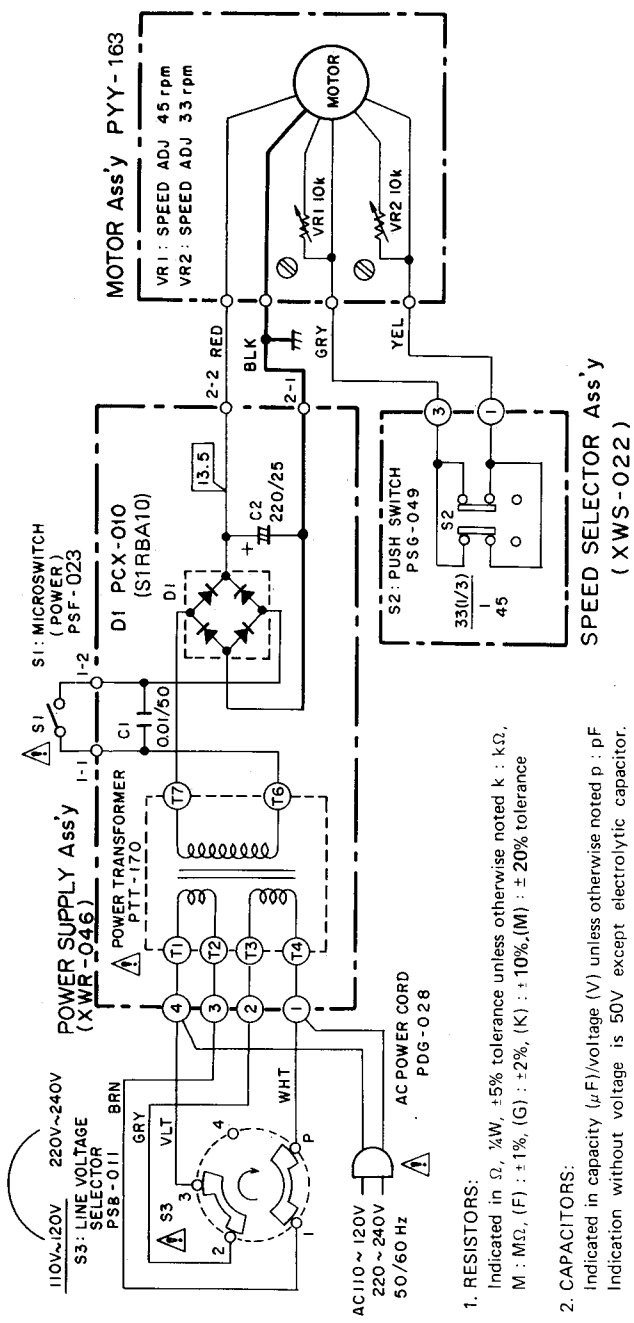 110V~120V 220V~240V
S3: LINE VOLTAGE
SELECTOR
PSB-011
BRN
GRY
VLT
WHT
S3
1
2
3
4
P
AC110~120V
220~240V
50/60 Hz
AC POWER CORD
PDG-028
POWER SUPPLY Ass'y
(XWR-046)
4
3
2
1
POWER TRANSFORMER
PTT-170
T1
T2
T3
T4
T7
T6
S1
S1: MICROSWITCH
(POWER)
PSF-023
1-1
1-2
C1
0.01/50
D1 PCX-010
(S1RBA10)
D1
13.5
C2
220/25
+
2-2
2-1
RED
BLK
GRY
YEL
MOTOR Ass'y PYY-163
VR1: SPEED ADJ 45 rpm
VR2: SPEED ADJ 33 rpm
MOTOR
VR1 10k
VR2 10k
S2: PUSH SWITCH
PSG-049
S2
33(1/3)
1
45
3
1
SPEED SELECTOR Ass'y
(XWS-022)
1. RESISTORS:
Indicated in Ω, ¼W, ±5% tolerance unless otherwise noted k : kΩ,
M : MΩ, (F) : ±1%, (G) : ±2%, (K) : ±10%, (M) : ± 20% tolerance
2. CAPACITORS:
Indicated in capacity (μF)/voltage (V) unless otherwise noted p : pF
Indication without voltage is 50V except electrolytic capacitor.